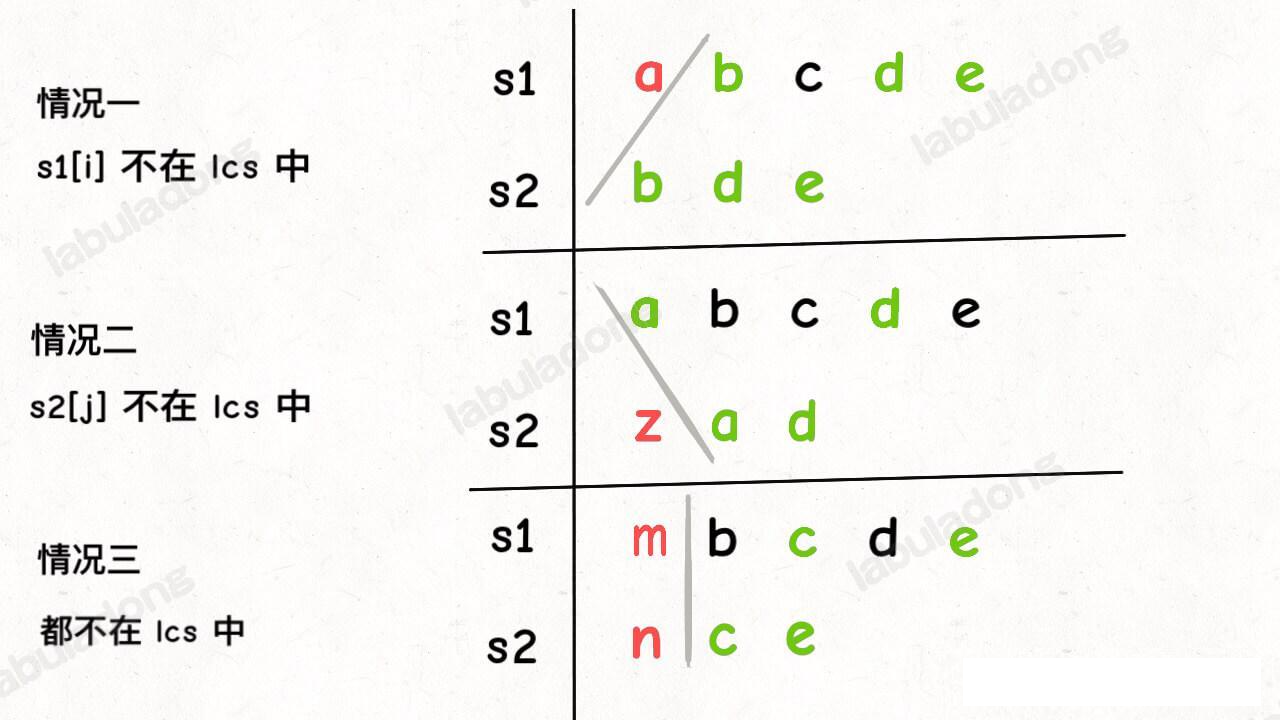 情况一
s1[i] 不在 lcs 中
s1 a b c d e
s2 b d e
情况二
s2[j] 不在 lcs 中
s1 a b c d e
s2 z a d
情况三
都不在 lcs 中
s1 m b c d e
s2 n c e
labuladong
labuladong
labuladong
labuladong
labuladong